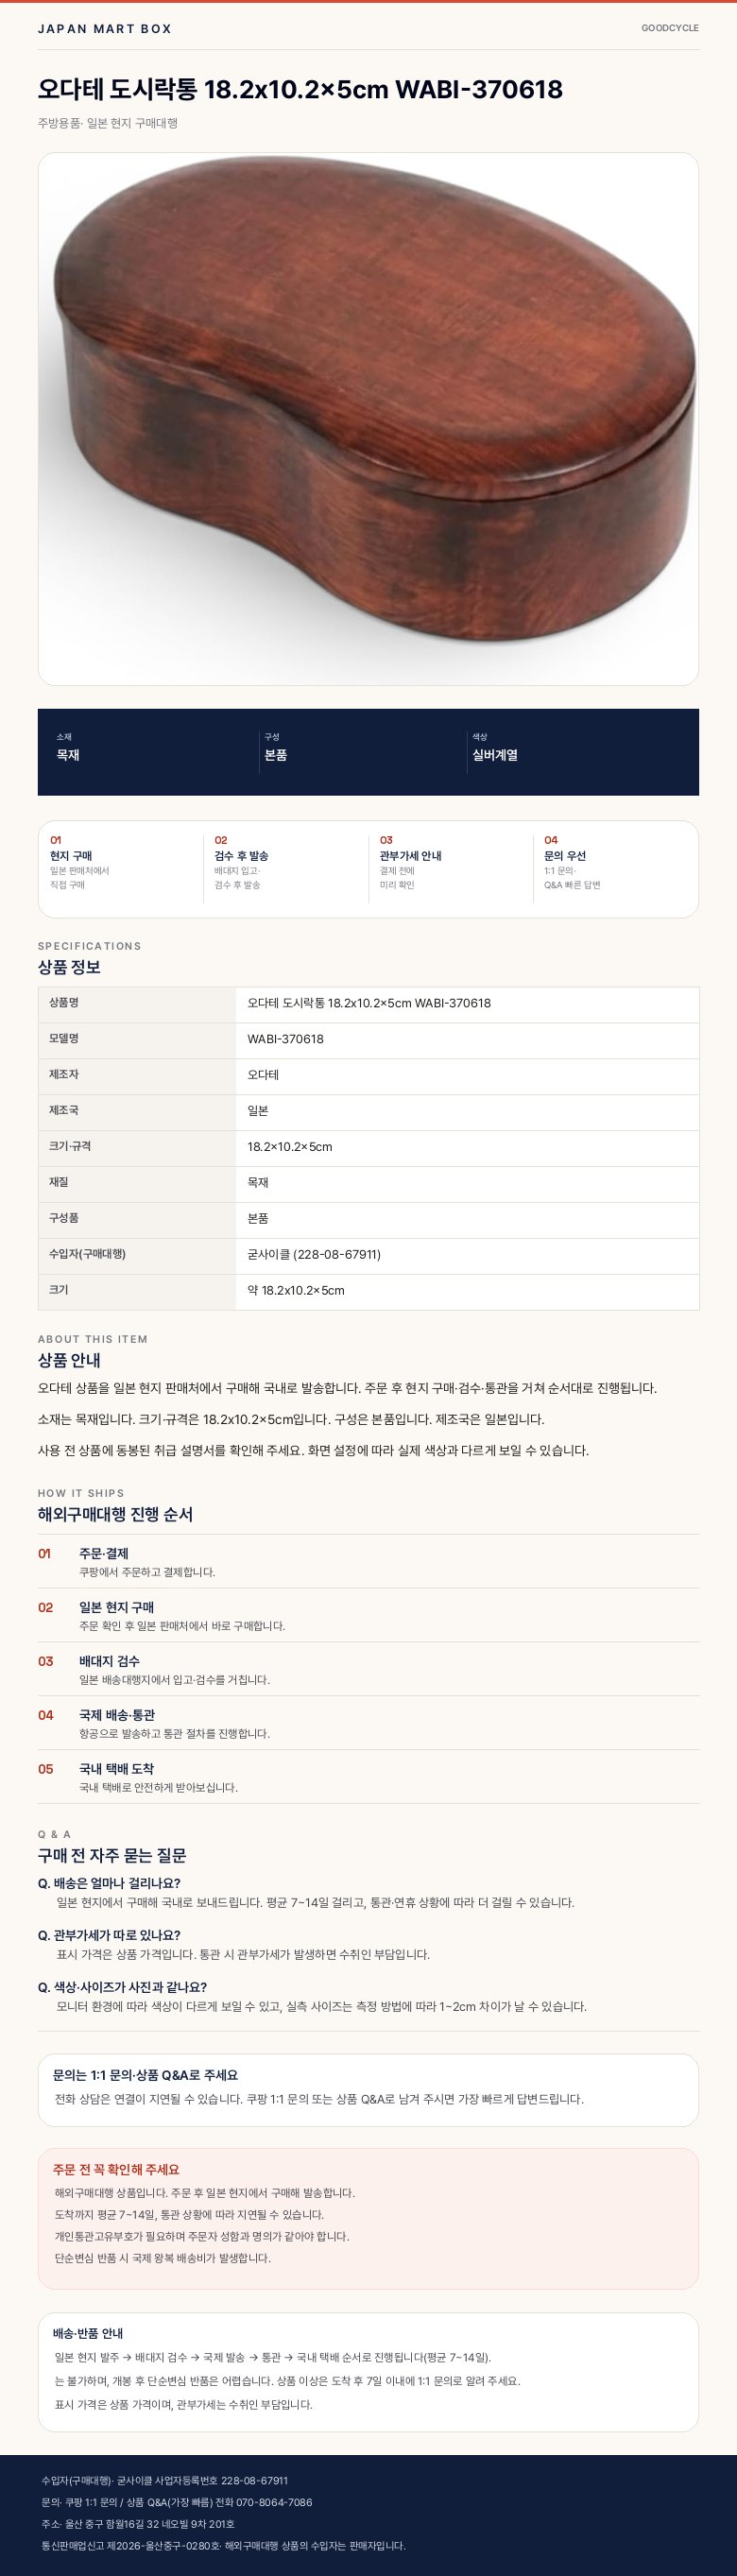 JAPAN MART BOX
GOODCYCLE
오다테 도시락통 18.2x10.2×5cm WABI-370618
주방용품· 일본 현지 구매대행
소재
목재
구성
본품
색상
실버계열
01
현지 구매
일본 판매처에서
직접 구매
02
검수 후 발송
배대지 입고·
검수 후 발송
03
관부가세 안내
결제 전에
미리 확인
04
문의 우선
1:1 문의·
Q&A 빠른 답변
SPECIFICATIONS
상품 정보
상품명 오다테 도시락통 18.2x10.2×5cm WABI-370618
모델명 WABI-370618
제조자 오다테
제조국 일본
크기·규격 18.2×10.2×5cm
재질 목재
구성품 본품
수입자(구매대행) 굳사이클 (228-08-67911)
크기 약 18.2x10.2×5cm
ABOUT THIS ITEM
상품 안내
오다테 상품을 일본 현지 판매처에서 구매해 국내로 발송합니다. 주문 후 현지 구매·검수·통관을 거쳐 순서대로 진행됩니다.
소재는 목재입니다. 크기·규격은 18.2x10.2×5cm입니다. 구성은 본품입니다. 제조국은 일본입니다.
사용 전 상품에 동봉된 취급 설명서를 확인해 주세요. 화면 설정에 따라 실제 색상과 다르게 보일 수 있습니다.
HOW IT SHIPS
해외구매대행 진행 순서
01 주문·결제
쿠팡에서 주문하고 결제합니다.
02 일본 현지 구매
주문 확인 후 일본 판매처에서 바로 구매합니다.
03 배대지 검수
일본 배송대행지에서 입고·검수를 거칩니다.
04 국제 배송·통관
항공으로 발송하고 통관 절차를 진행합니다.
05 국내 택배 도착
국내 택배로 안전하게 받아보십니다.
Q & A
구매 전 자주 묻는 질문
Q. 배송은 얼마나 걸리나요?
일본 현지에서 구매해 국내로 보내드립니다. 평균 7~14일 걸리고, 통관·연휴 상황에 따라 더 걸릴 수 있습니다.
Q. 관부가세가 따로 있나요?
표시 가격은 상품 가격입니다. 통관 시 관부가세가 발생하면 수취인 부담입니다.
Q. 색상·사이즈가 사진과 같나요?
모니터 환경에 따라 색상이 다르게 보일 수 있고, 실측 사이즈는 측정 방법에 따라 1~2cm 차이가 날 수 있습니다.
문의는 1:1 문의·상품 Q&A로 주세요
전화 상담은 연결이 지연될 수 있습니다. 쿠팡 1:1 문의 또는 상품 Q&A로 남겨 주시면 가장 빠르게 답변드립니다.
주문 전 꼭 확인해 주세요
해외구매대행 상품입니다. 주문 후 일본 현지에서 구매해 발송합니다.
도착까지 평균 7~14일, 통관 상황에 따라 지연될 수 있습니다.
개인통관고유부호가 필요하며 주문자 성함과 명의가 같아야 합니다.
단순변심 반품 시 국제 왕복 배송비가 발생합니다.
배송·반품 안내
일본 현지 발주 → 배대지 검수 → 국제 발송 → 통관 → 국내 택배 순서로 진행됩니다(평균 7~14일).
는 불가하며, 개봉 후 단순변심 반품은 어렵습니다. 상품 이상은 도착 후 7일 이내에 1:1 문의로 알려 주세요.
표시 가격은 상품 가격이며, 관부가세는 수취인 부담입니다.
수입자(구매대행)· 굳사이클 사업자등록번호 228-08-67911
문의· 쿠팡 1:1 문의 / 상품 Q&A(가장 빠름) 전화 070-8064-7086
주소· 울산 중구 함월16길 32 네오빌 9차 201호
통신판매업신고 제2026-울산중구-0280호· 해외구매대행 상품의 수입자는 판매자입니다.